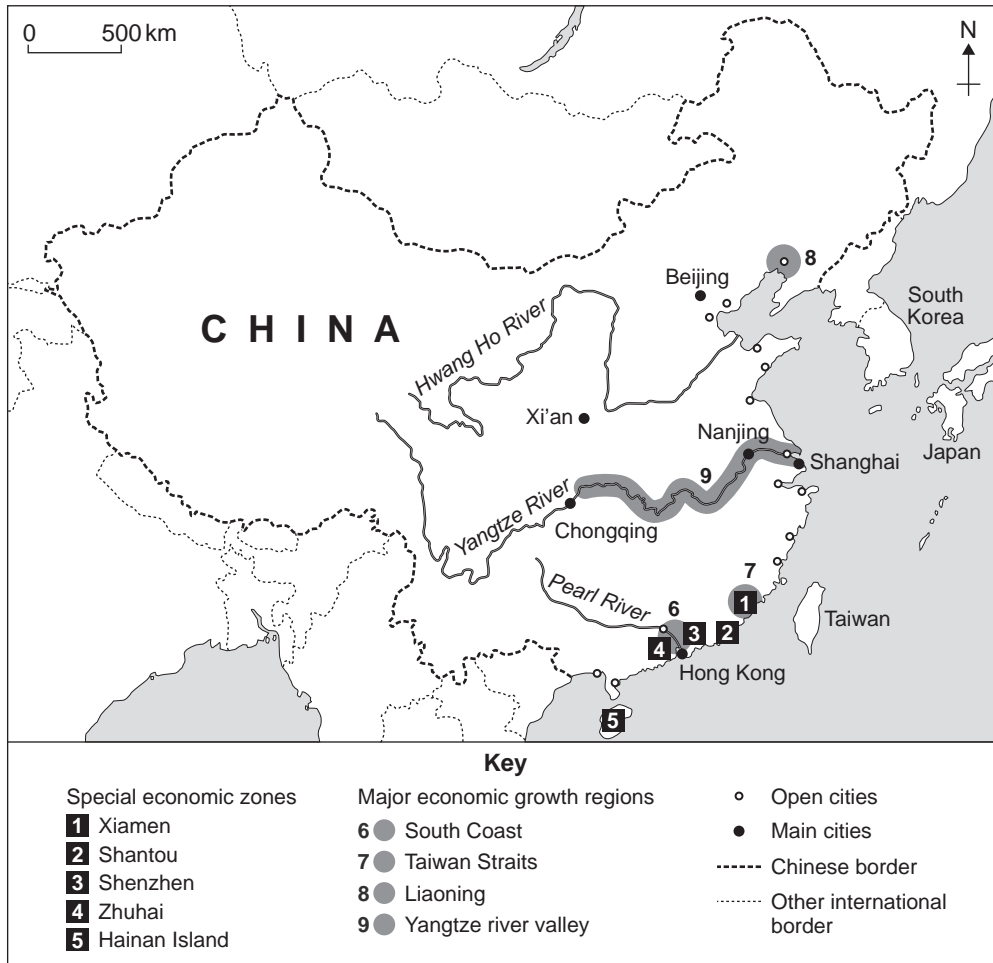 0 500 km
N
Beijing
8
South
Korea
CHINA
Hwang Ho River
Xi'an
Nanjing
Japan
Shanghai
9
Yangtze River
Chongqing
7
Pearl River
6
1
Taiwan
2
3
4
Hong Kong
5
Key
Special economic zones
1 Xiamen
2 Shantou
3 Shenzhen
4 Zhuhai
5 Hainan Island
Major economic growth regions
6 South Coast
7 Taiwan Straits
8 Liaoning
9 Yangtze river valley
Open cities
Main cities
Chinese border
Other international
border